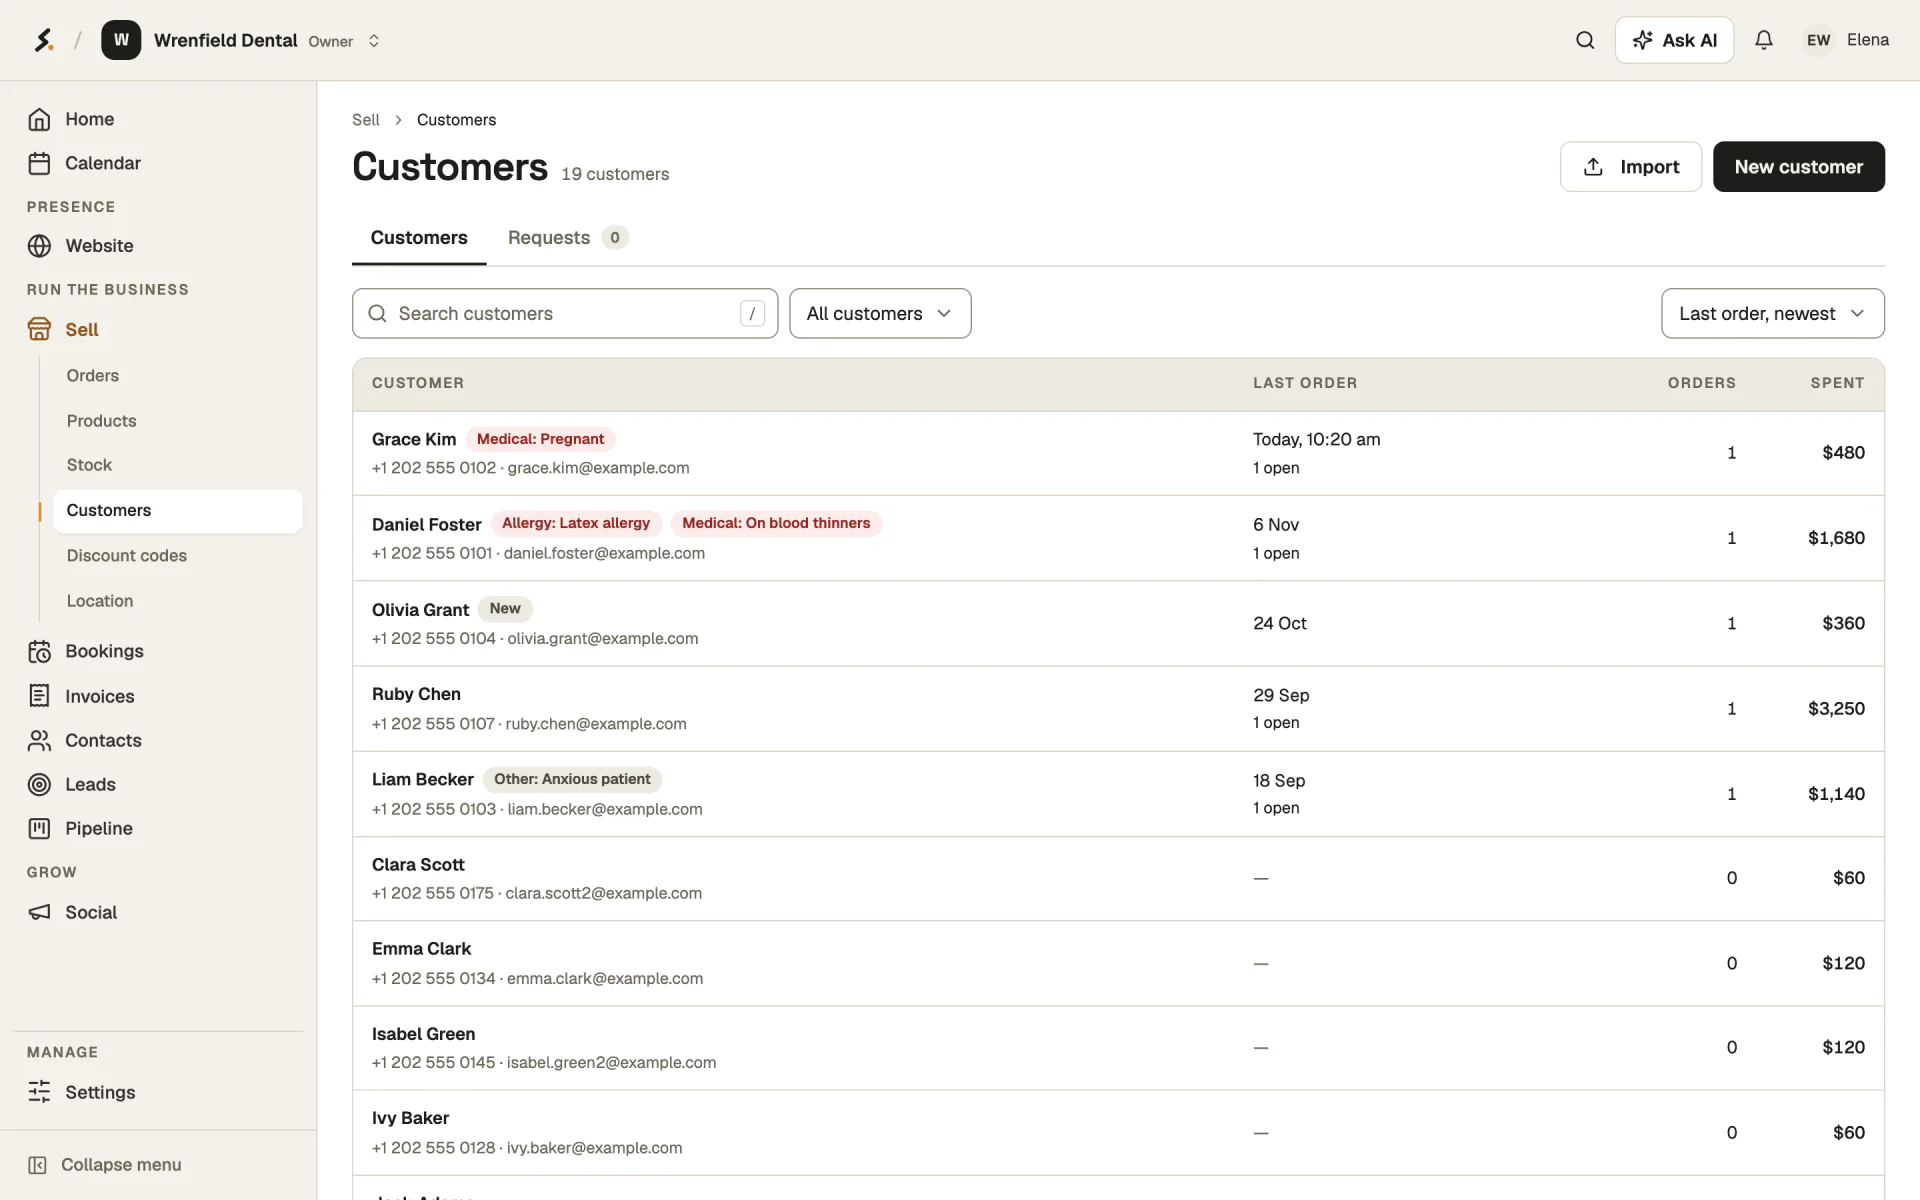 / W Wrenfield Dental Owner
Ask AI
EW Elena
Home
Calendar
PRESENCE
Website
RUN THE BUSINESS
Sell
Orders
Products
Stock
Customers
Discount codes
Location
Bookings
Invoices
Contacts
Leads
Pipeline
GROW
Social
MANAGE
Settings
Collapse menu
Sell > Customers
Customers 19 customers
Import
New customer
Customers
Requests 0
Search customers /
All customers
Last order, newest
CUSTOMER LAST ORDER ORDERS SPENT
Grace Kim Medical: Pregnant
+1 202 555 0102 · grace.kim@example.com
Today, 10:20 am
1 open
1
$480
Daniel Foster Allergy: Latex allergy Medical: On blood thinners
+1 202 555 0101 · daniel.foster@example.com
6 Nov
1 open
1
$1,680
Olivia Grant New
+1 202 555 0104 · olivia.grant@example.com
24 Oct
1
$360
Ruby Chen
+1 202 555 0107 · ruby.chen@example.com
29 Sep
1 open
1
$3,250
Liam Becker Other: Anxious patient
+1 202 555 0103 · liam.becker@example.com
18 Sep
1 open
1
$1,140
Clara Scott
+1 202 555 0175 · clara.scott2@example.com
—
0
$60
Emma Clark
+1 202 555 0134 · emma.clark@example.com
—
0
$120
Isabel Green
+1 202 555 0145 · isabel.green2@example.com
—
0
$120
Ivy Baker
+1 202 555 0128 · ivy.baker@example.com
—
0
$60